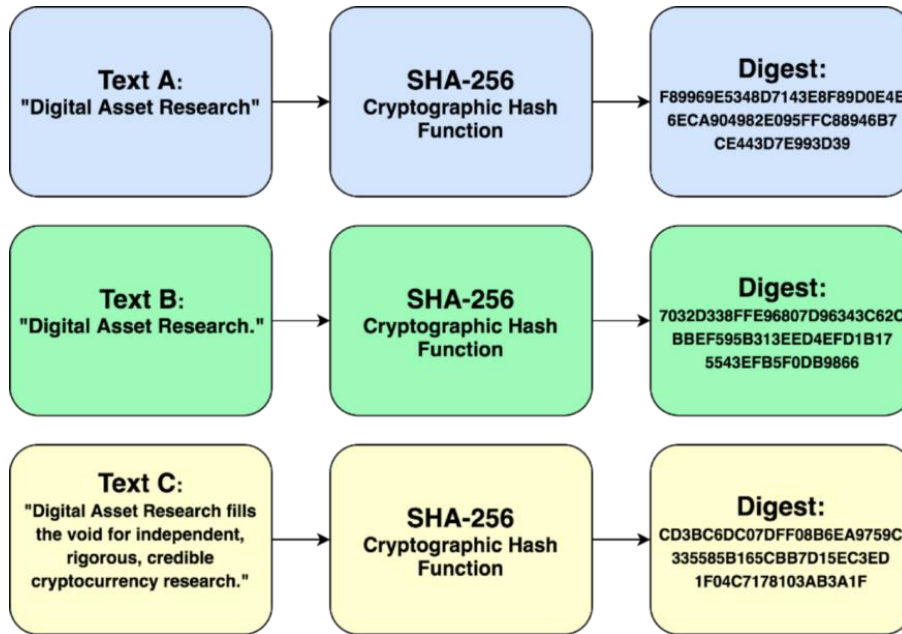 Text A:
"Digital Asset Research"
SHA-256
Cryptographic Hash
Function
Digest:
F89969E5348D7143E8F89D0E4E
6ECA904982E095FFC88946B7
CE443D7E993D39
Text B:
"Digital Asset Research."
SHA-256
Cryptographic Hash
Function
Digest:
7032D338FFE96807D96343C62C
BBEF595B313EED4EFD1B17
5543EFB5F0DB9866
Text C:
"Digital Asset Research fills
the void for independent,
rigorous, credible
cryptocurrency research."
SHA-256
Cryptographic Hash
Function
Digest:
CD3BC6DC07DFF08B6EA9759C
335585B165CBB7D15EC3ED
1F04C7178103AB3A1F